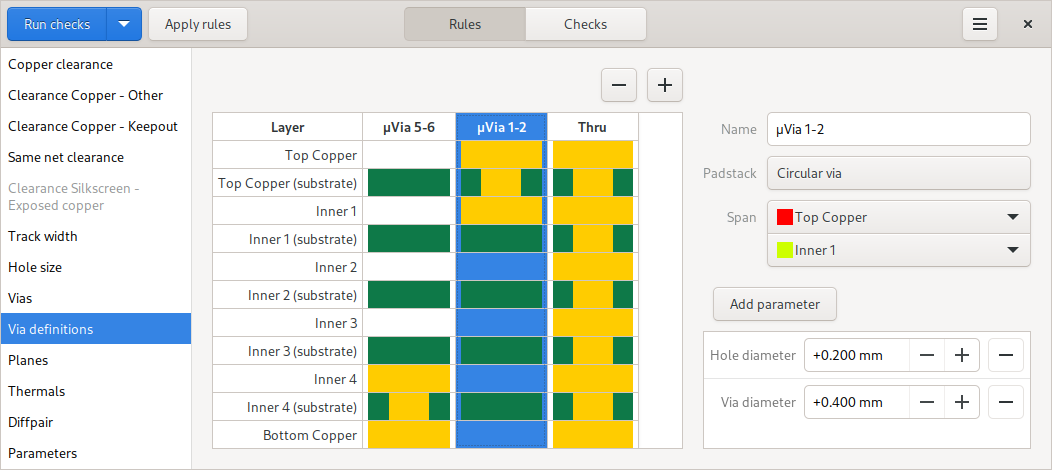 Run checks
Apply rules
Rules
Checks
Copper clearance
Clearance Copper - Other
Clearance Copper - Keepout
Same net clearance
Clearance Silkscreen -
Exposed copper
Track width
Hole size
Vias
Via definitions
Planes
Thermals
Diffpair
Parameters
Layer µVia 5-6 µVia 1-2 Thru
Top Copper
Top Copper (substrate)
Inner 1
Inner 1 (substrate)
Inner 2
Inner 2 (substrate)
Inner 3
Inner 3 (substrate)
Inner 4
Inner 4 (substrate)
Bottom Copper
Name µVia 1-2
Padstack Circular via
Span Top Copper
Inner 1
Add parameter
Hole diameter +0.200 mm
Via diameter +0.400 mm